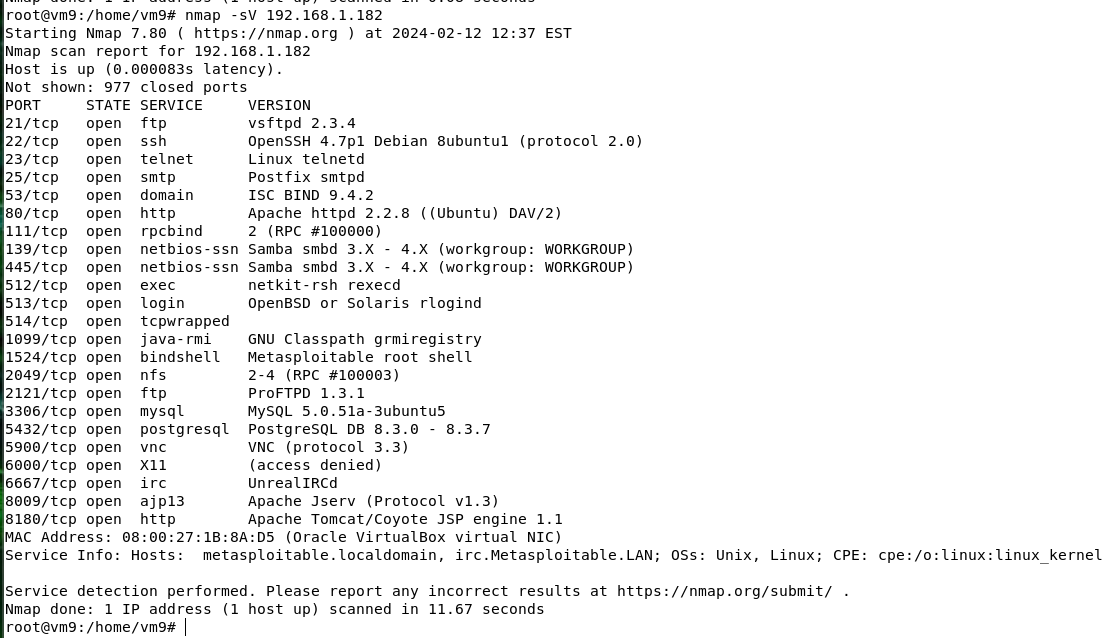 Nmap done: 1 IP address (1 host up) scanned in 0.08 seconds
root@vm9:/home/vm9# nmap -sV 192.168.1.182
Starting Nmap 7.80 ( https://nmap.org ) at 2024-02-12 12:37 EST
Nmap scan report for 192.168.1.182
Host is up (0.000083s latency).
Not shown: 977 closed ports
PORT     STATE SERVICE     VERSION
21/tcp   open  ftp         vsftpd 2.3.4
22/tcp   open  ssh         OpenSSH 4.7p1 Debian 8ubuntu1 (protocol 2.0)
23/tcp   open  telnet      Linux telnetd
25/tcp   open  smtp        Postfix smtpd
53/tcp   open  domain      ISC BIND 9.4.2
80/tcp   open  http        Apache httpd 2.2.8 ((Ubuntu) DAV/2)
111/tcp  open  rpcbind     2 (RPC #100000)
139/tcp  open  netbios-ssn Samba smbd 3.X - 4.X (workgroup: WORKGROUP)
445/tcp  open  netbios-ssn Samba smbd 3.X - 4.X (workgroup: WORKGROUP)
512/tcp  open  exec        netkit-rsh rexecd
513/tcp  open  login       OpenBSD or Solaris rlogind
514/tcp  open  tcpwrapped
1099/tcp open  java-rmi    GNU Classpath grmiregistry
1524/tcp open  bindshell   Metasploitable root shell
2049/tcp open  nfs         2-4 (RPC #100003)
2121/tcp open  ftp         ProFTPD 1.3.1
3306/tcp open  mysql       MySQL 5.0.51a-3ubuntu5
5432/tcp open  postgresql  PostgreSQL DB 8.3.0 - 8.3.7
5900/tcp open  vnc         VNC (protocol 3.3)
6000/tcp open  X11         (access denied)
6667/tcp open  irc         UnrealIRCd
8009/tcp open  ajp13       Apache Jserv (Protocol v1.3)
8180/tcp open  http        Apache Tomcat/Coyote JSP engine 1.1
MAC Address: 08:00:27:1B:8A:D5 (Oracle VirtualBox virtual NIC)
Service Info: Hosts:  metasploitable.localdomain, irc.Metasploitable.LAN; OSs: Unix, Linux; CPE: cpe:/o:linux:linux_kernel

Service detection performed. Please report any incorrect results at https://nmap.org/submit/ .
Nmap done: 1 IP address (1 host up) scanned in 11.67 seconds
root@vm9:/home/vm9#